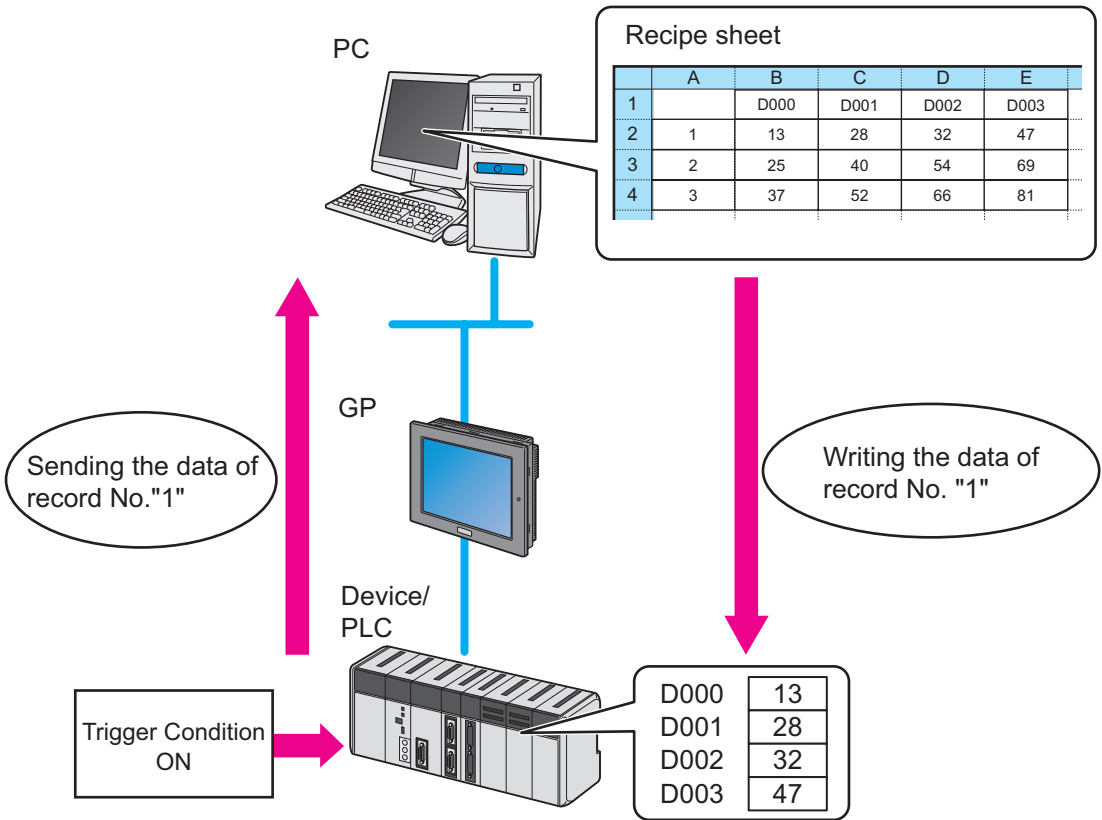 PC
Recipe sheet
A B C D E
1 D000 D001 D002 D003
2 1 13 28 32 47
3 2 25 40 54 69
4 3 37 52 66 81
GP
Sending the data of
record No."1"
Writing the data of
record No. "1"
Device/
PLC
Trigger Condition
ON
D000 13
D001 28
D002 32
D003 47